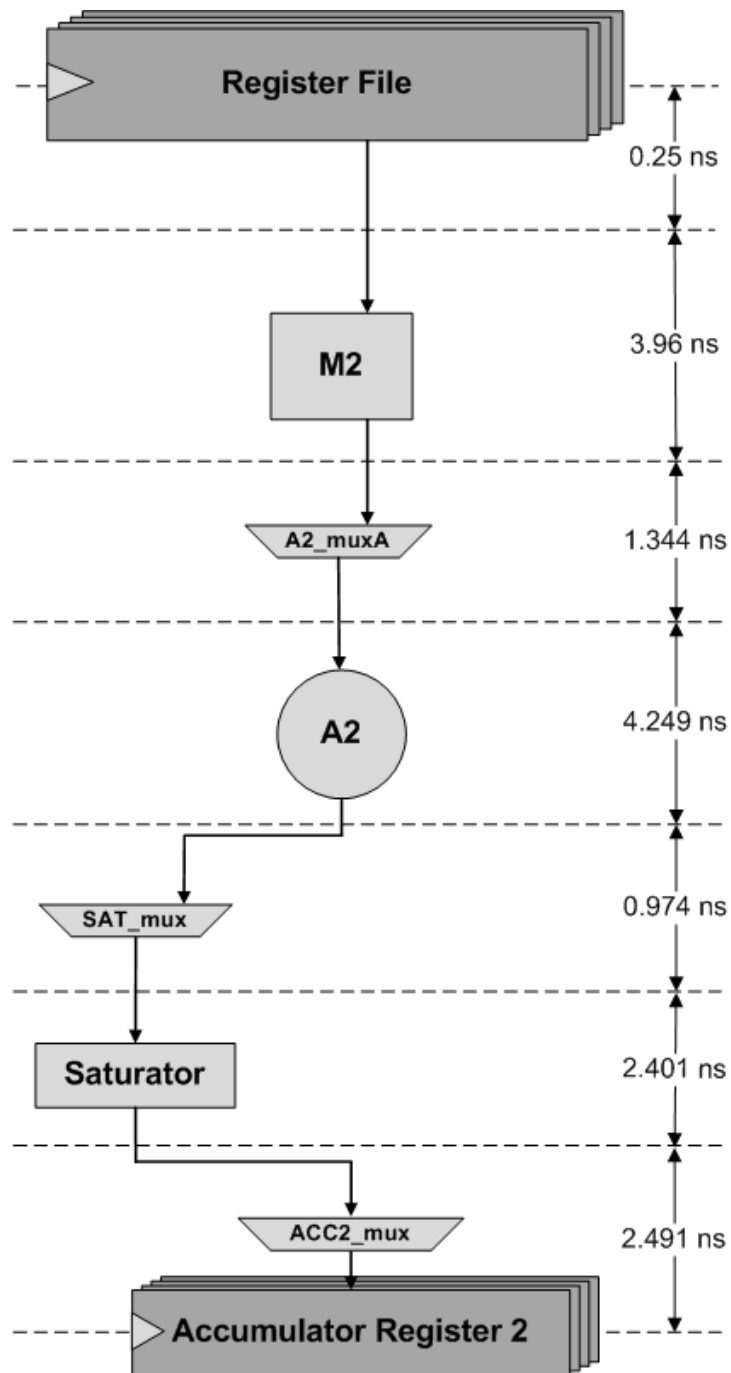 Register File
0.25 ns
3.96 ns
M2
A2_muxA
1.344 ns
A2
4.249 ns
SAT_mux
0.974 ns
Saturator
2.401 ns
ACC2_mux
2.491 ns
Accumulator Register 2